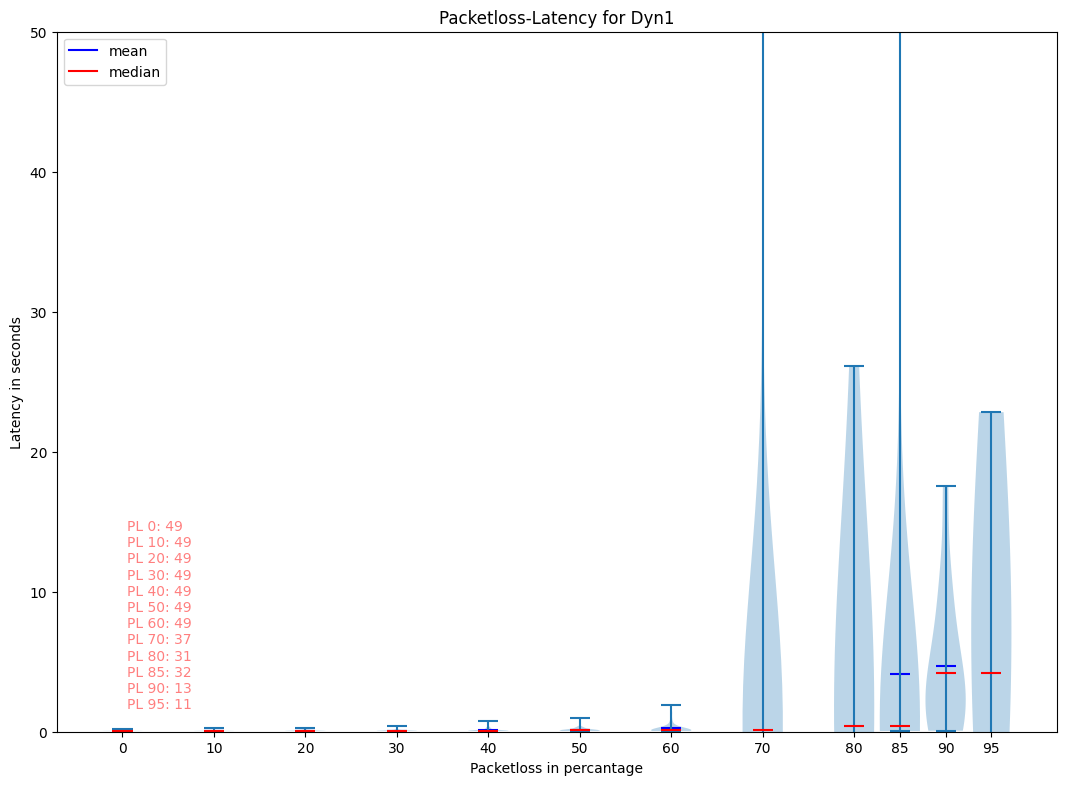 Packetloss-Latency for Dyn1
50
40
30
20
10
0
Latency in seconds
mean
median
PL 0: 49
PL 10: 49
PL 20: 49
PL 30: 49
PL 40: 49
PL 50: 49
PL 60: 49
PL 70: 37
PL 80: 31
PL 85: 32
PL 90: 13
PL 95: 11
0 10 20 30 40 50 60 70 80 85 90 95
Packetloss in percantage